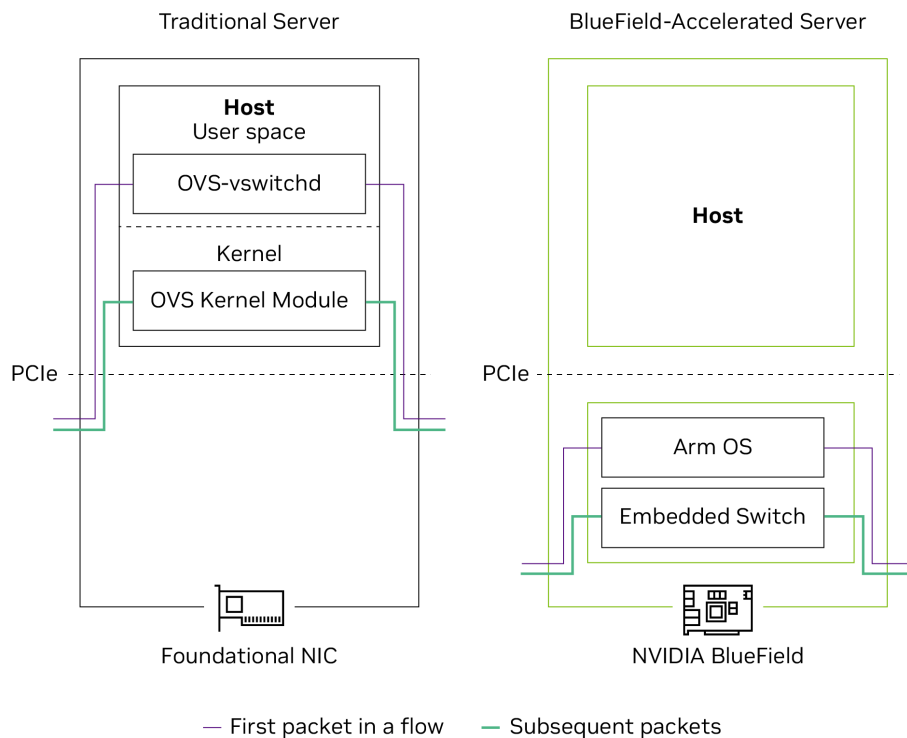 Traditional Server
Host
User space
OVS-vswitchd
Kernel
OVS Kernel Module
PCIe
Foundational NIC
BlueField-Accelerated Server
Host
PCIe
Arm OS
Embedded Switch
NVIDIA BlueField
First packet in a flow
Subsequent packets